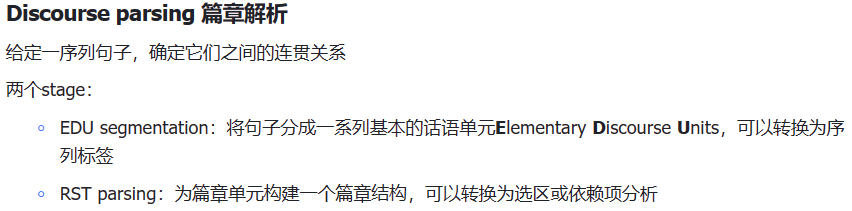 Discourse parsing 篇章解析
给定一序列句子，确定它们之间的连贯关系
两个stage：
EDU segmentation：将句子分成一系列基本的话语单元Elementary Discourse Units，可以转换为序
列标签
RST parsing：为篇章单元构建一个篇章结构，可以转换为选区或依赖项分析